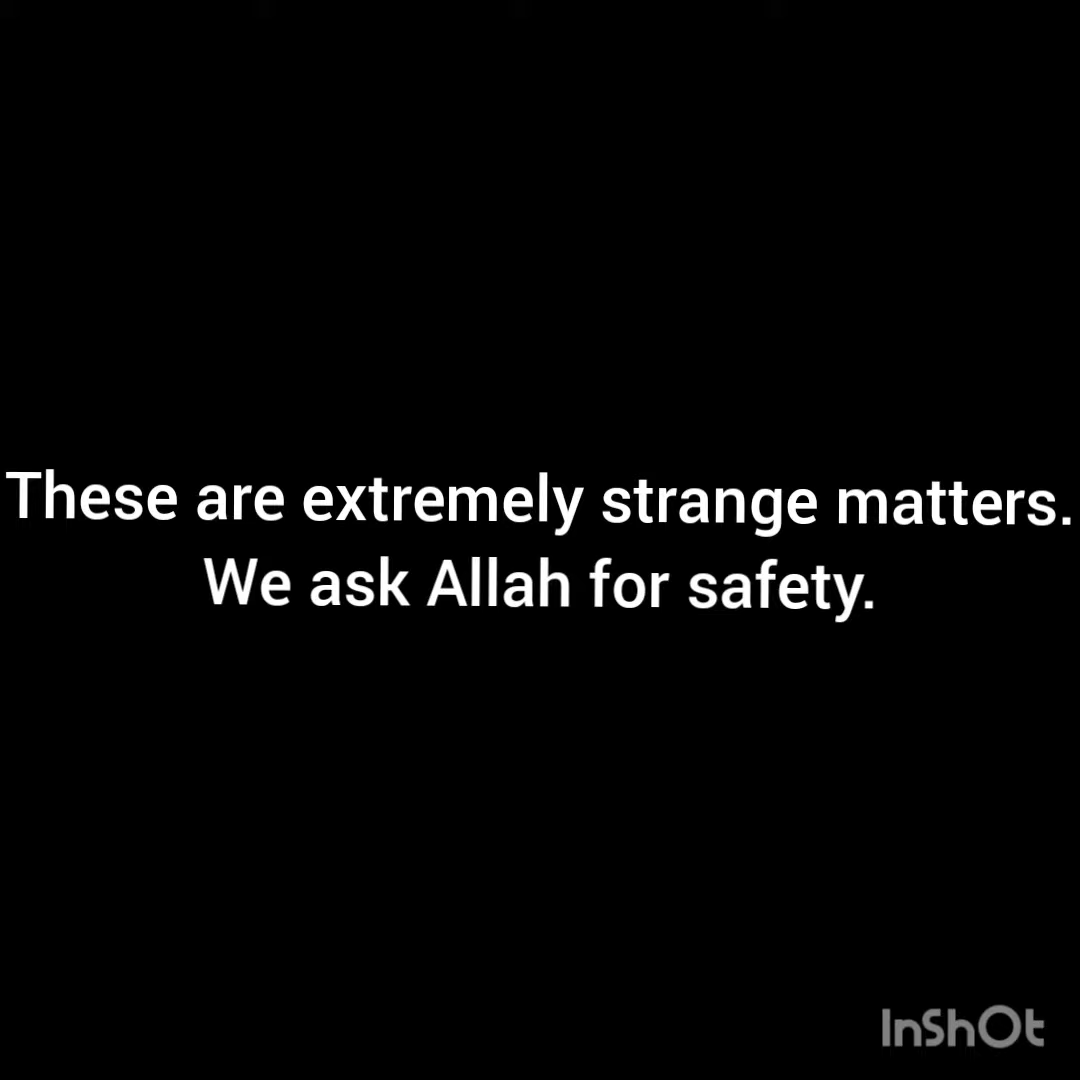 These are extremely strange matters.
We ask Allah for safety.
InShOt